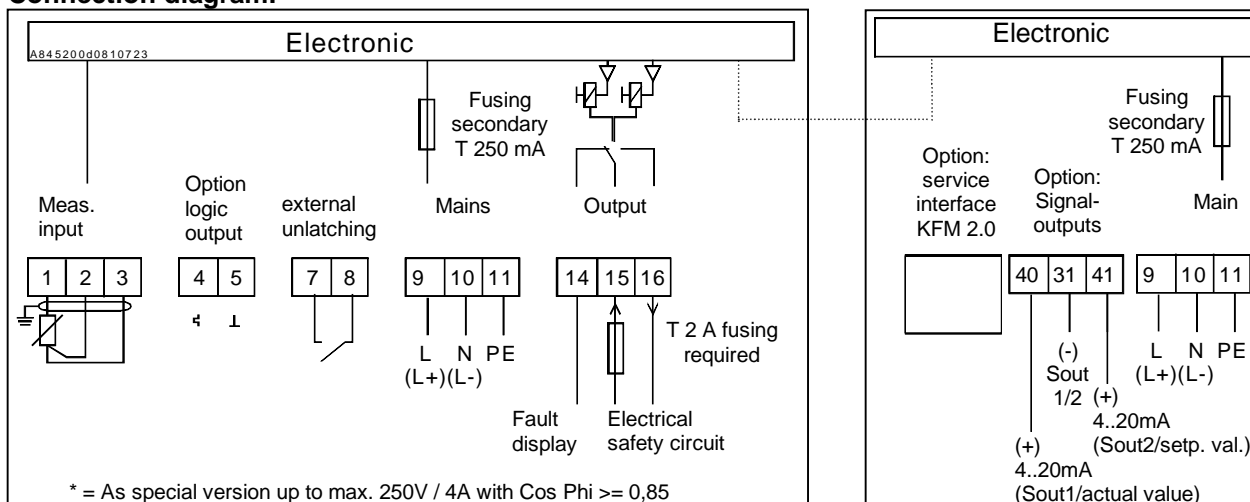 Connection diagram:
Electronic
A845200d0810723
Fusing
secondary
T 250 mA
Meas.
input
Option
logic
output
external
unlatching
Mains
Output
1 2 3
4 5
7 8
9 10 11
14 15 16
L N PE
(L+)(L-)
T 2 A fusing
required
Fault
display
Electrical
safety circuit
* = As special version up to max. 250V / 4A with Cos Phi >= 0,85
Electronic
Fusing
secondary
T 250 mA
Option:
service
interface
KFM 2.0
Option:
Signal-
outputs
Main
40 31 41
9 10 11
(-)
Sout
1/2
L N PE
(L+)(L-)
(+)
4..20mA
(Sout2/setp. val.)
(+)
4..20mA
(Sout1/actual value)